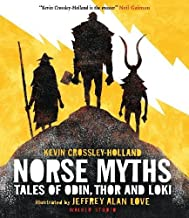 "Kevin Crossley-Holland is the master" Neil Gaiman
KEVIN CROSSLEY-HOLLAND
NORSE MYTHS
TALES OF ODIN, THOR AND LOKI
Illustrated by JEFFREY ALAN LOVE
WALKER STUDIO